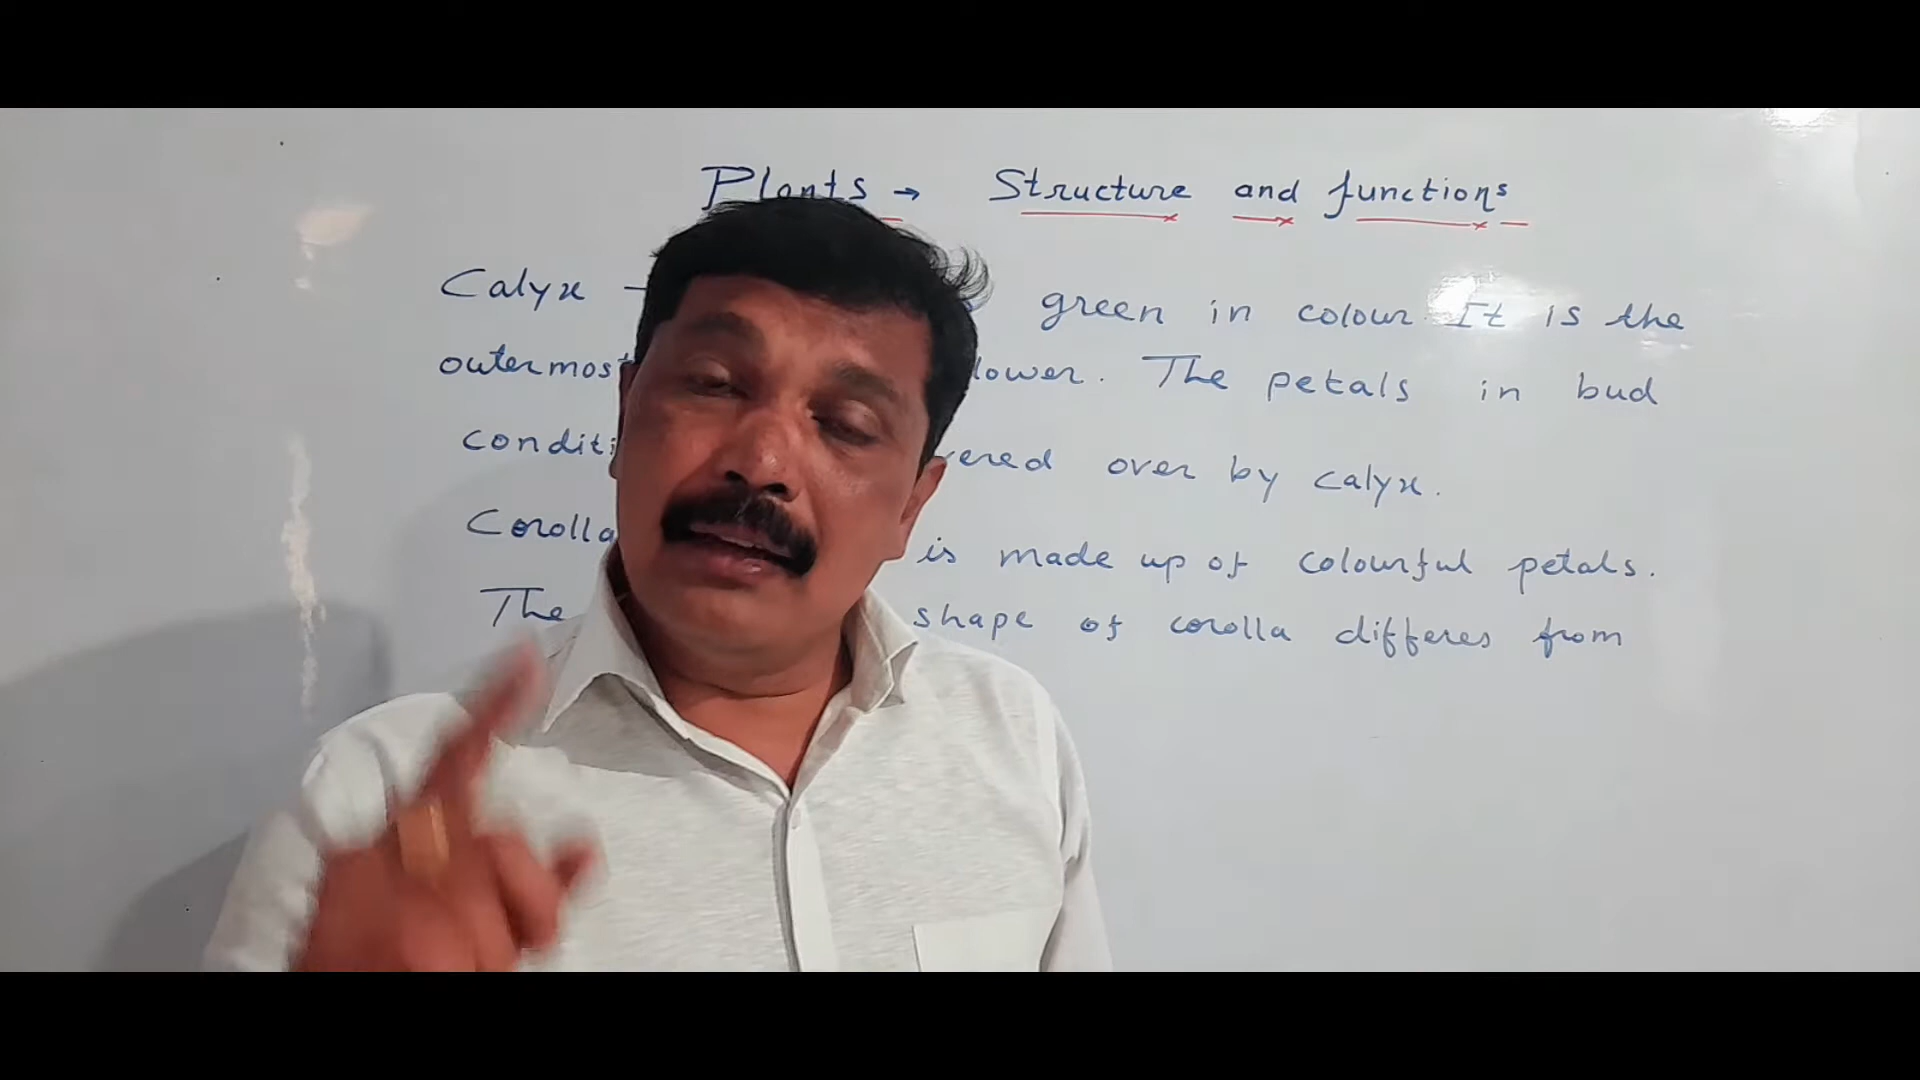 Plants → Structure and functions
Calyx - green in colour. It is the
outermost lower. The petals in bud
conditi vered over by calyx.
Corolla is made up of colourful petals.
The shape of corolla differes from